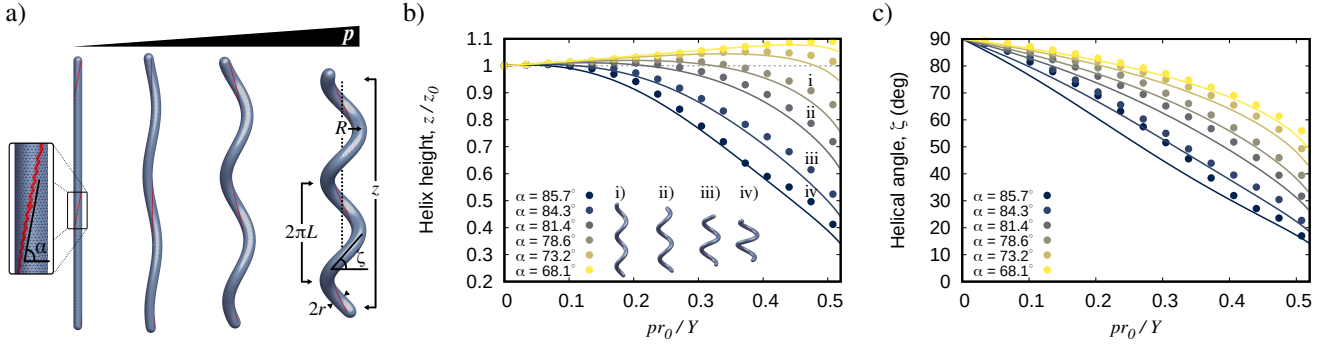 a)
p
R
z
2πL
ζ
2r
α
b)
Helix height, z / z0
1.1
1
0.9
0.8
0.7
0.6
0.5
0.4
0.3
0.2
i
ii
iii
iv
α = 85.7°
α = 84.3°
α = 81.4°
α = 78.6°
α = 73.2°
α = 68.1°
i) ii) iii) iv)
0 0.1 0.2 0.3 0.4 0.5
pr0 / Y
c)
Helical angle, ζ (deg)
90
80
70
60
50
40
30
20
10
0
α = 85.7°
α = 84.3°
α = 81.4°
α = 78.6°
α = 73.2°
α = 68.1°
0 0.1 0.2 0.3 0.4 0.5
pr0 / Y